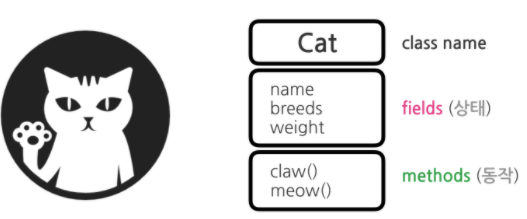 Cat
class name
name
breeds
weight
fields (상태)
claw()
meow()
methods (동작)